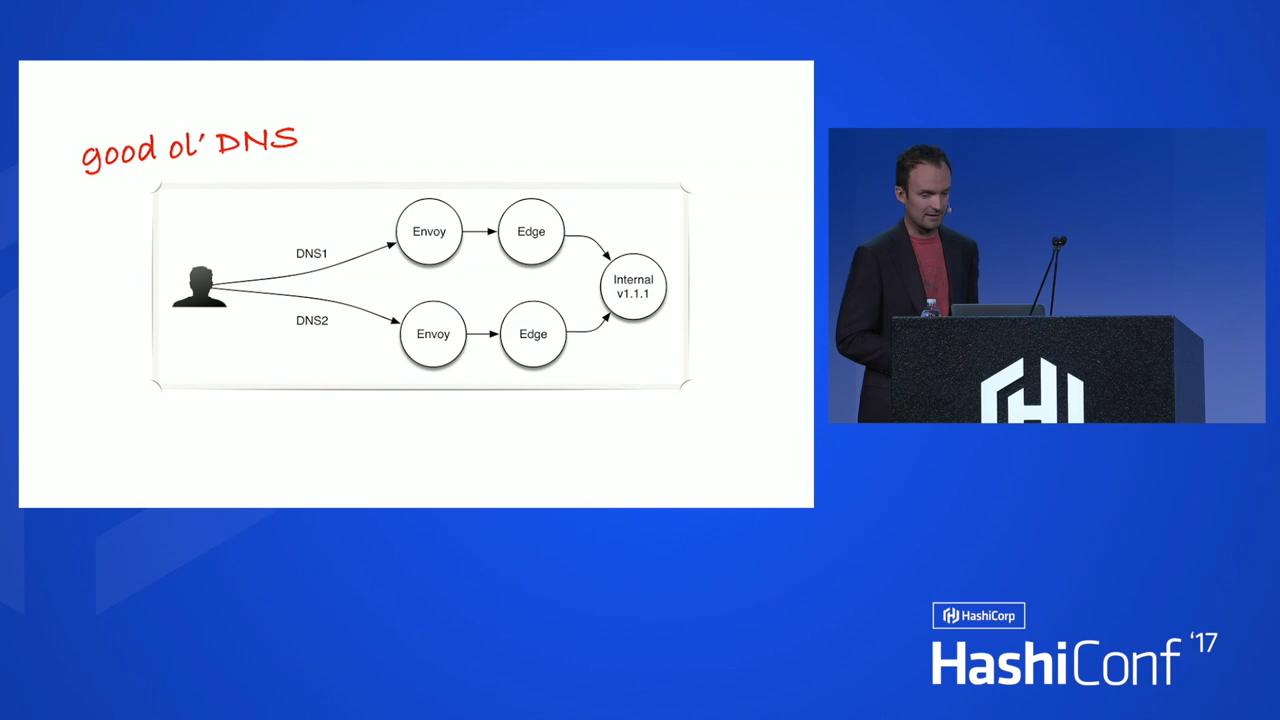 good ol' DNS
DNS1
Envoy
Edge
Internal
v1.1.1
DNS2
Envoy
Edge
HashiCorp
HashiConf '17